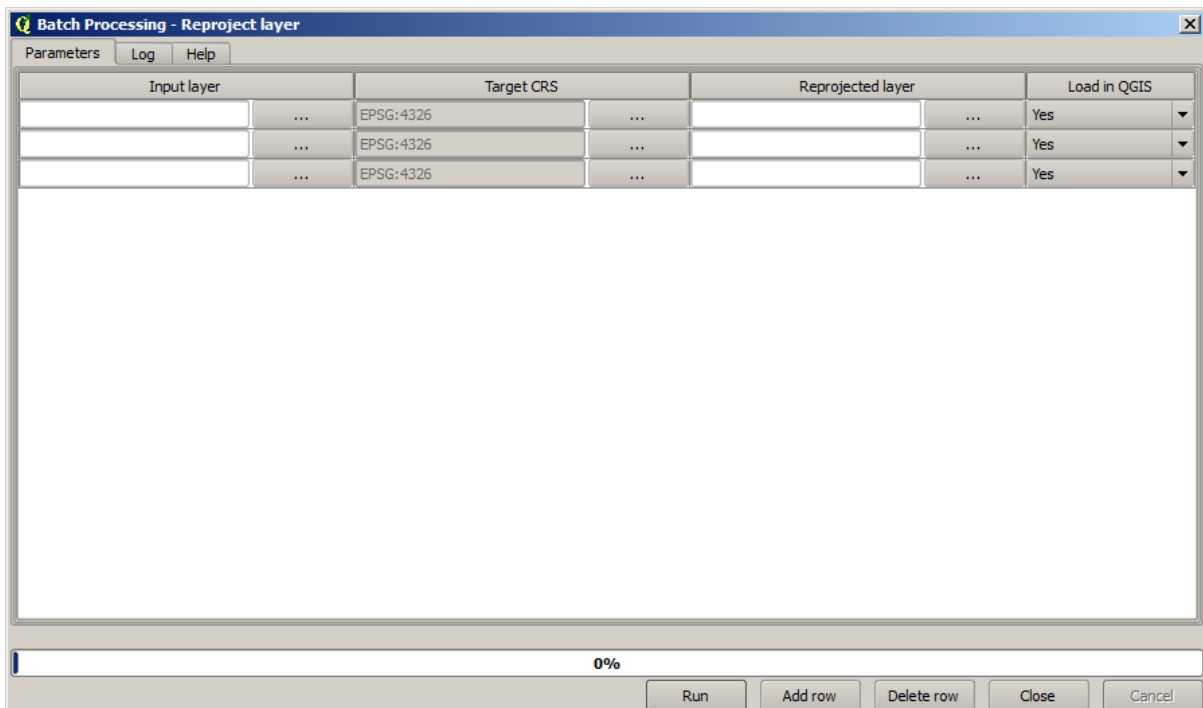 Batch Processing - Reproject layer
Parameters Log Help
Input layer Target CRS Reprojected layer Load in QGIS
... EPSG:4326 ... ... Yes
... EPSG:4326 ... ... Yes
... EPSG:4326 ... ... Yes
0%
Run Add row Delete row Close Cancel